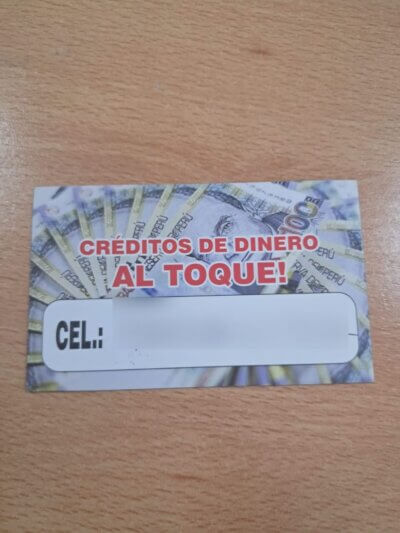 CRÉDITOS DE DINERO
AL TOQUE!
CEL.: